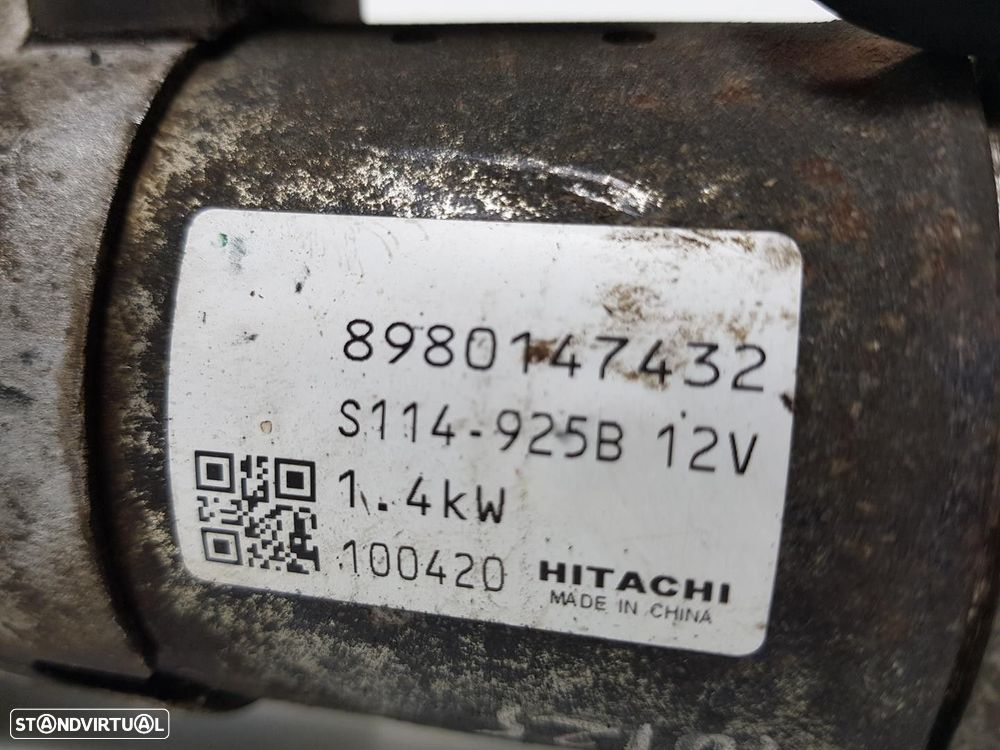 8980147432
S114-925B 12V
1.4kW
100420 HITACHI
MADE IN CHINA
STANDVIRTUAL